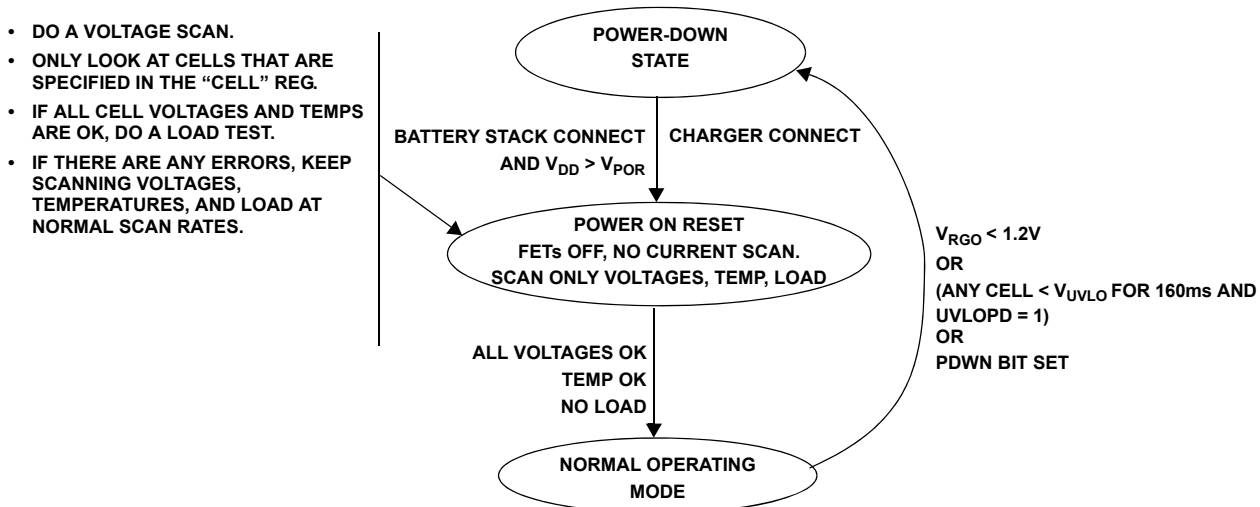 • DO A VOLTAGE SCAN.
• ONLY LOOK AT CELLS THAT ARE
SPECIFIED IN THE “CELL” REG.
• IF ALL CELL VOLTAGES AND TEMPS
ARE OK, DO A LOAD TEST.
• IF THERE ARE ANY ERRORS, KEEP
SCANNING VOLTAGES,
TEMPERATURES, AND LOAD AT
NORMAL SCAN RATES.
POWER-DOWN
STATE
BATTERY STACK CONNECT
AND VDD > VPOR
CHARGER CONNECT
POWER ON RESET
FETs OFF, NO CURRENT SCAN.
SCAN ONLY VOLTAGES, TEMP, LOAD
ALL VOLTAGES OK
TEMP OK
NO LOAD
NORMAL OPERATING
MODE
VRGO < 1.2V
OR
(ANY CELL < VUVLO FOR 160ms AND
UVLOPD = 1)
OR
PDWN BIT SET